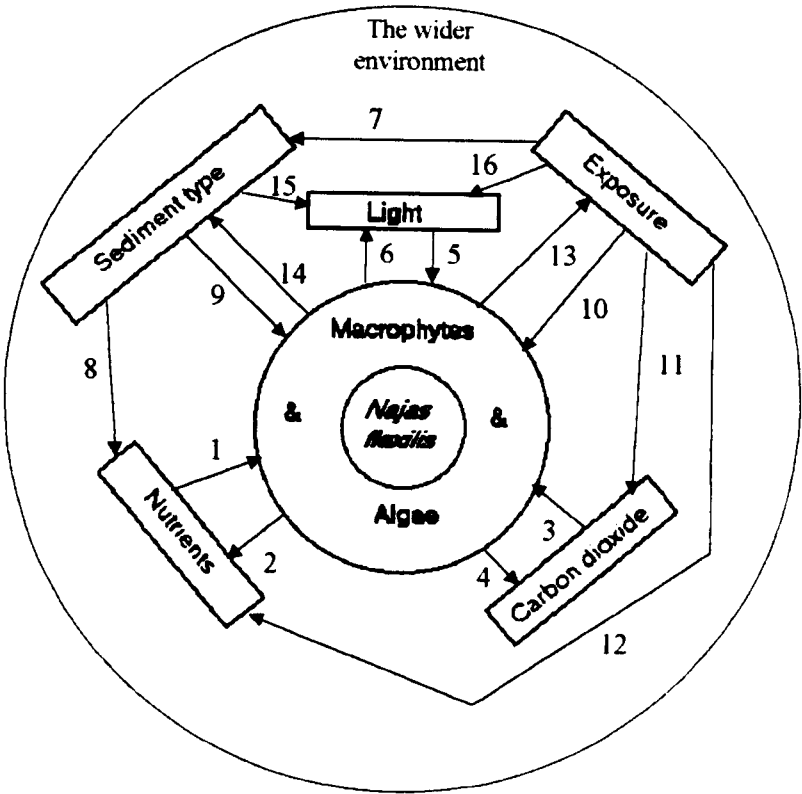 The wider
environment
7
16
Exposure
Sediment type
15
Light
14
6
5
13
9
10
Macrophytes
8
11
&
Najas
flexilis
&
1
Nutrients
Algae
2
3
4
Carbon dioxide
12